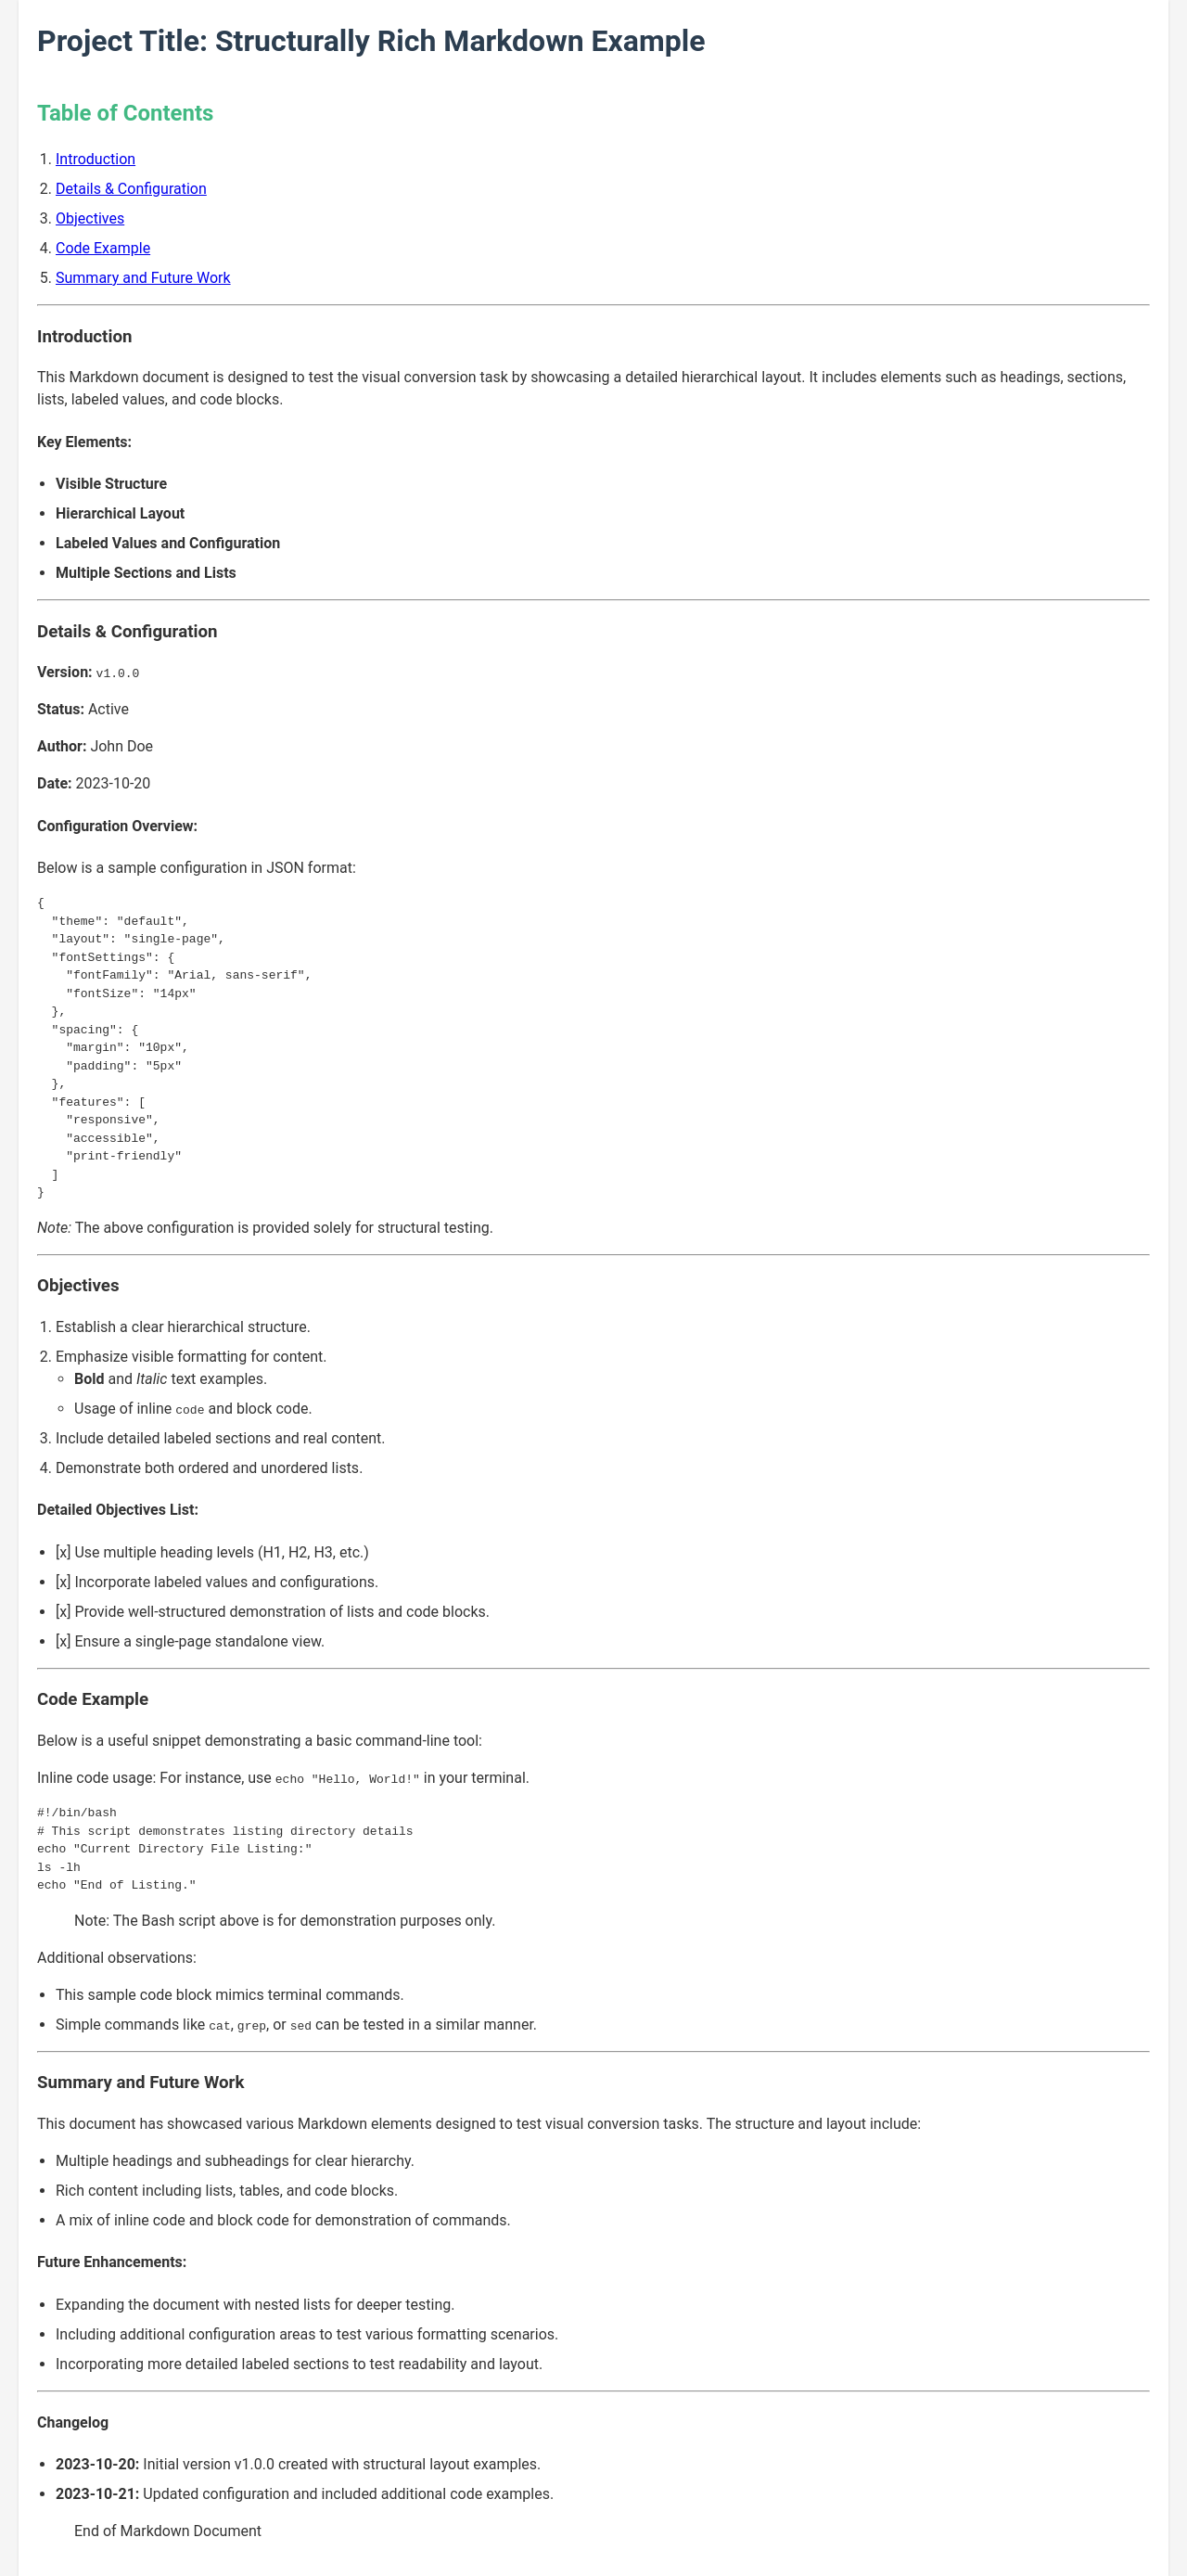 Project Title: Structurally Rich Markdown Example
Table of Contents
1. Introduction
2. Details & Configuration
3. Objectives
4. Code Example
5. Summary and Future Work
Introduction
This Markdown document is designed to test the visual conversion task by showcasing a detailed hierarchical layout. It includes elements such as headings, sections,
lists, labeled values, and code blocks.
Key Elements:
• Visible Structure
• Hierarchical Layout
• Labeled Values and Configuration
• Multiple Sections and Lists
Details & Configuration
Version: v1.0.0
Status: Active
Author: John Doe
Date: 2023-10-20
Configuration Overview:
Below is a sample configuration in JSON format:
{
  "theme": "default",
  "layout": "single-page",
  "fontSettings": {
    "fontFamily": "Arial, sans-serif",
    "fontSize": "14px"
  },
  "spacing": {
    "margin": "10px",
    "padding": "5px"
  },
  "features": [
    "responsive",
    "accessible",
    "print-friendly"
  ]
}
Note: The above configuration is provided solely for structural testing.
Objectives
1. Establish a clear hierarchical structure.
2. Emphasize visible formatting for content.
◦ Bold and Italic text examples.
◦ Usage of inline code and block code.
3. Include detailed labeled sections and real content.
4. Demonstrate both ordered and unordered lists.
Detailed Objectives List:
• [x] Use multiple heading levels (H1, H2, H3, etc.)
• [x] Incorporate labeled values and configurations.
• [x] Provide well-structured demonstration of lists and code blocks.
• [x] Ensure a single-page standalone view.
Code Example
Below is a useful snippet demonstrating a basic command-line tool:
Inline code usage: For instance, use echo "Hello, World!" in your terminal.
#!/bin/bash
# This script demonstrates listing directory details
echo "Current Directory File Listing:"
ls -lh
echo "End of Listing."
Note: The Bash script above is for demonstration purposes only.
Additional observations:
• This sample code block mimics terminal commands.
• Simple commands like cat, grep, or sed can be tested in a similar manner.
Summary and Future Work
This document has showcased various Markdown elements designed to test visual conversion tasks. The structure and layout include:
• Multiple headings and subheadings for clear hierarchy.
• Rich content including lists, tables, and code blocks.
• A mix of inline code and block code for demonstration of commands.
Future Enhancements:
• Expanding the document with nested lists for deeper testing.
• Including additional configuration areas to test various formatting scenarios.
• Incorporating more detailed labeled sections to test readability and layout.
Changelog
• 2023-10-20: Initial version v1.0.0 created with structural layout examples.
• 2023-10-21: Updated configuration and included additional code examples.
End of Markdown Document